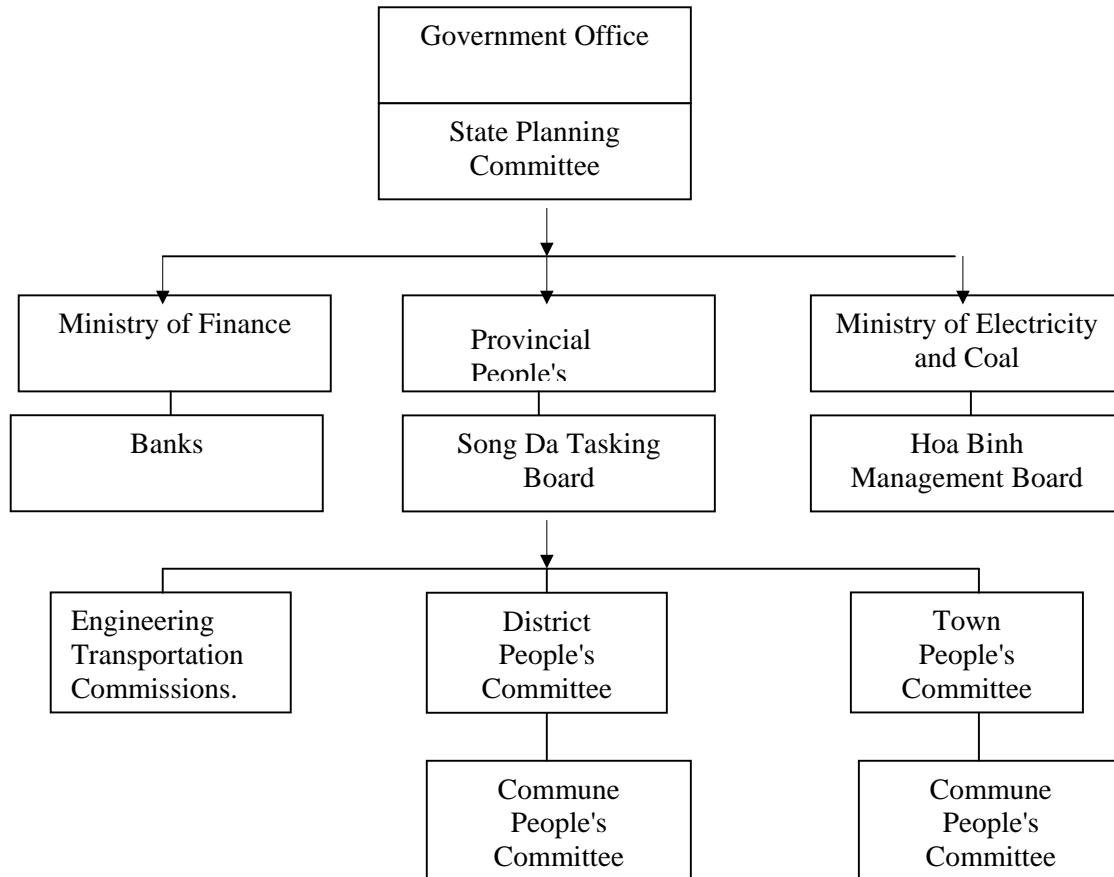 Government Office
State Planning
Committee
Ministry of Finance
Provincial
People's
Ministry of Electricity
and Coal
Banks
Song Da Tasking
Board
Hoa Binh
Management Board
Engineering
Transportation
Commissions.
District
People's
Committee
Town
People's
Committee
Commune
People's
Committee
Commune
People's
Committee